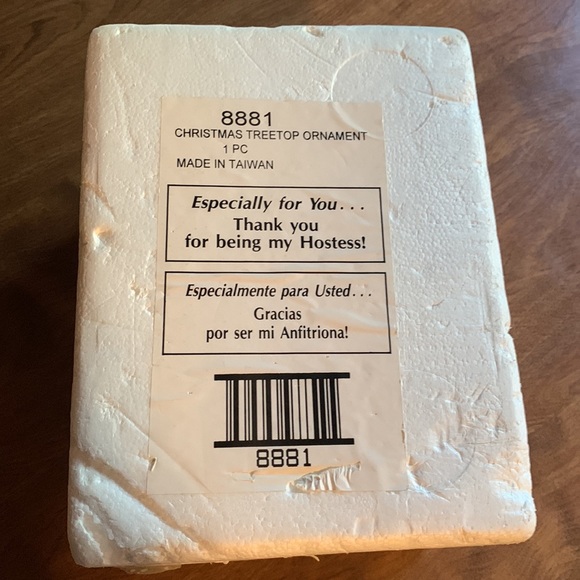 8881
CHRISTMAS TREETOP ORNAMENT
1 PC
MADE IN TAIWAN
Especially for You...
Thank you
for being my Hostess!
Especialmente para Usted...
Gracias
por ser mi Anfitriona!
8881